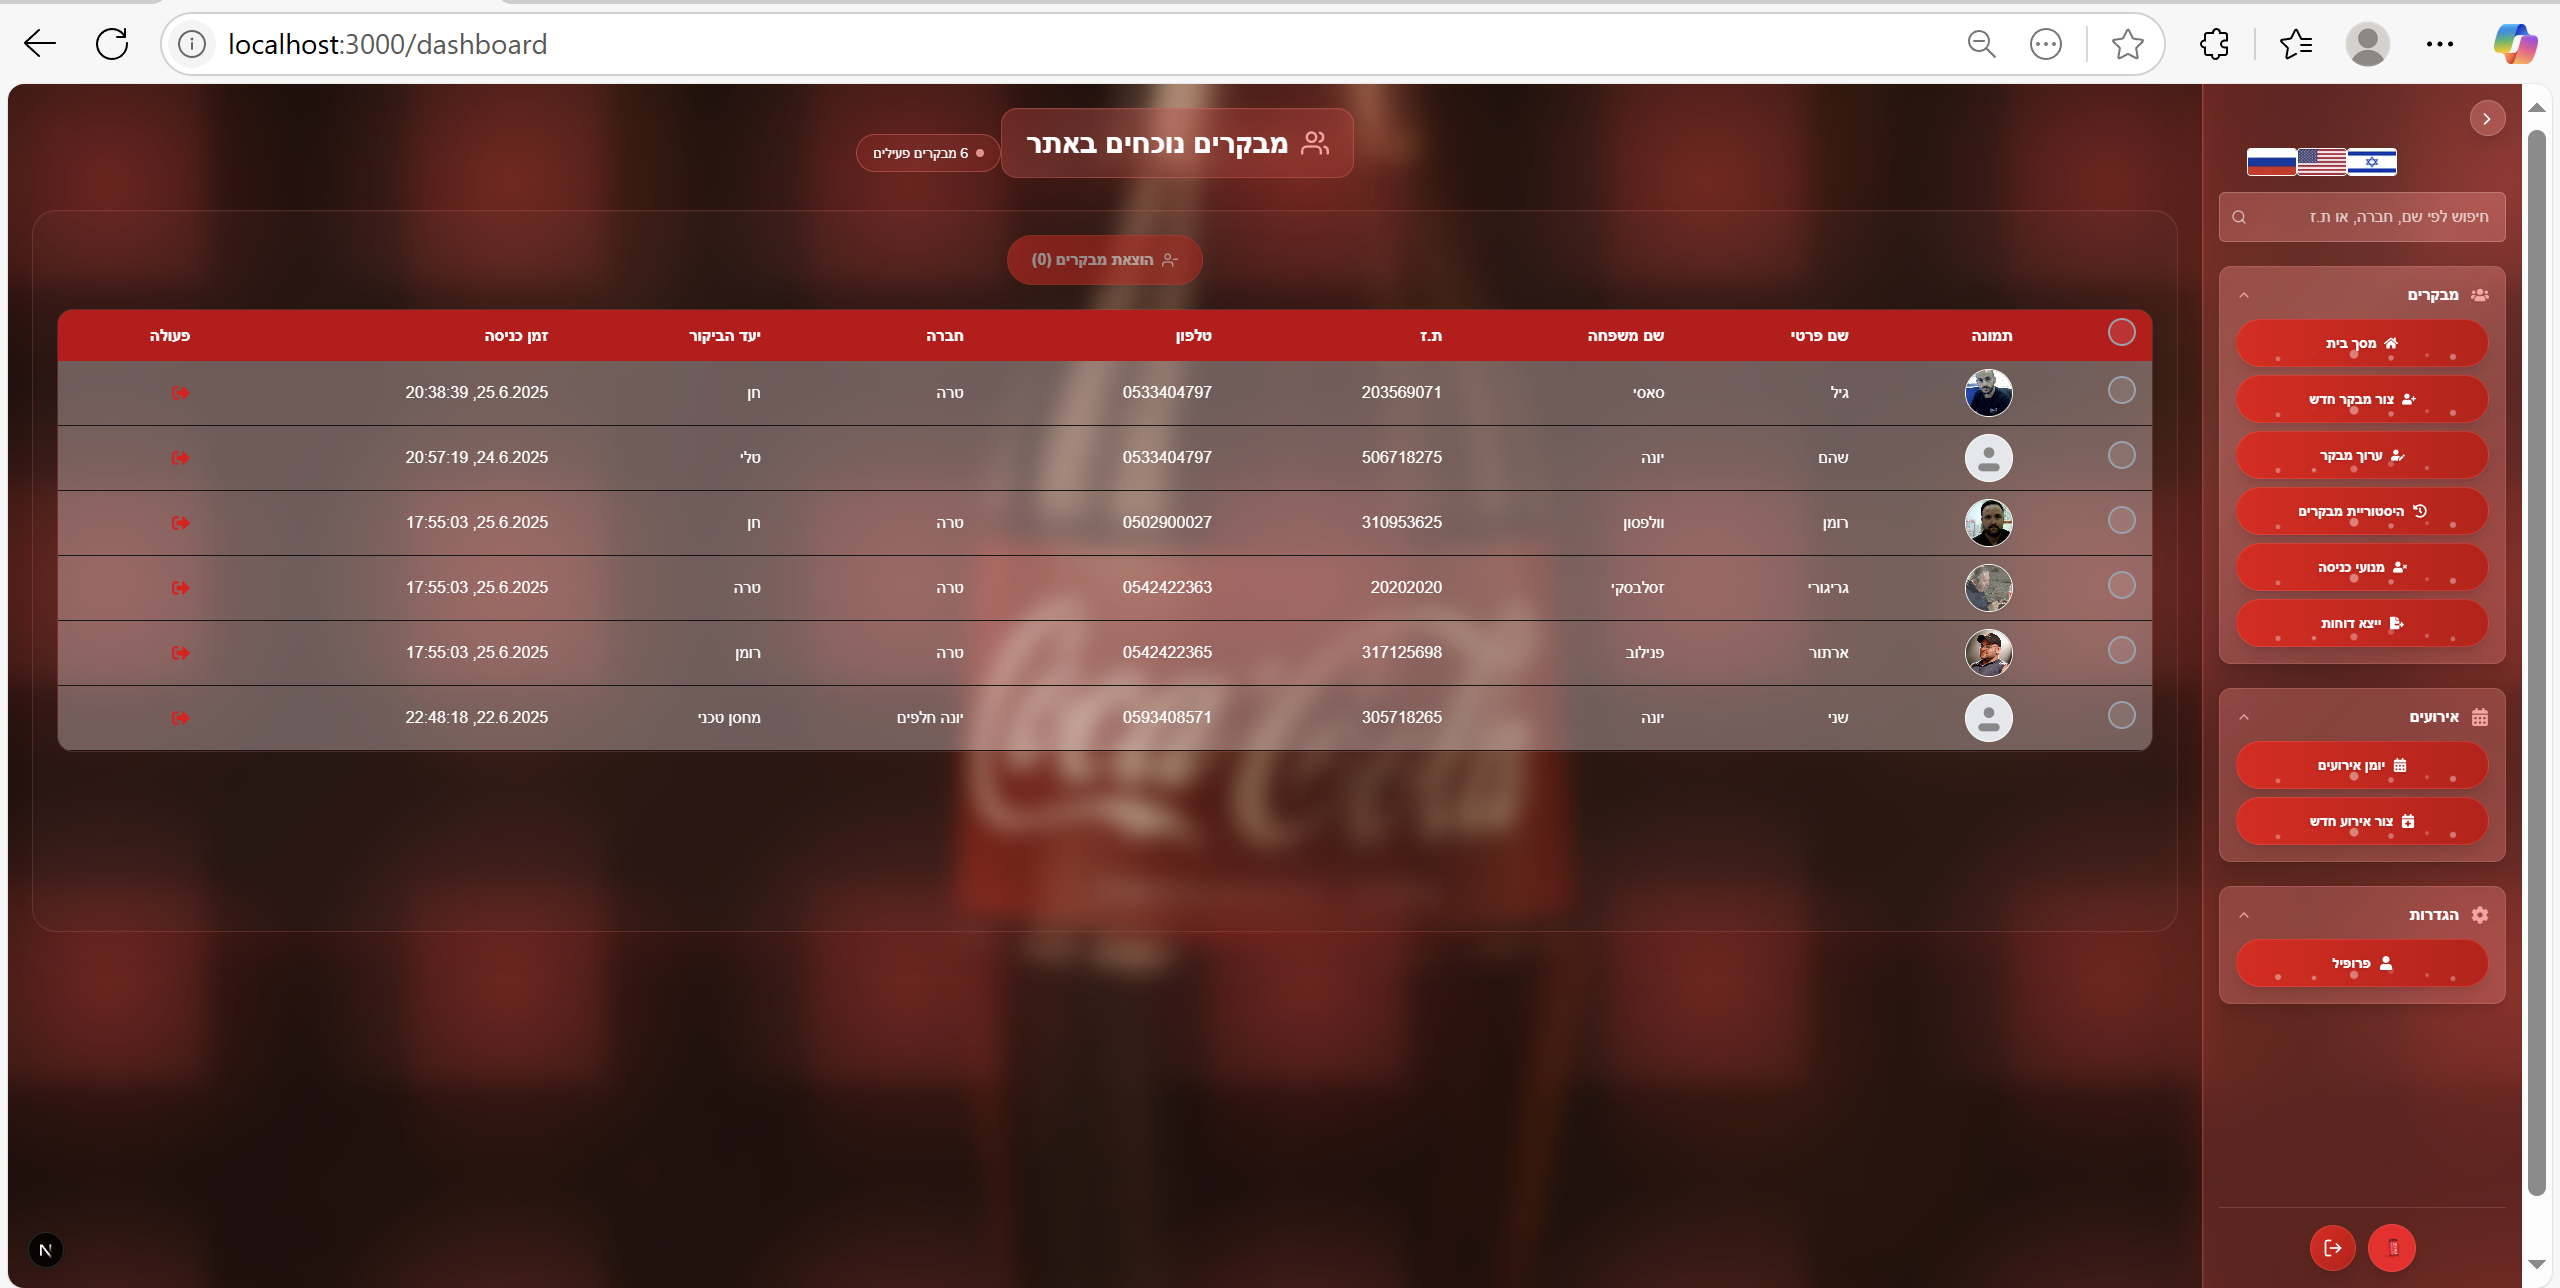 localhost:3000/dashboard
מבקרים נוכחים באתר
6 מבקרים פעילים
הוצאת מבקרים (0)
תמונה שם פרטי שם משפחה ת.ז טלפון חברה יעד הביקור זמן כניסה פעולה
גיל סאסי 203569071 0533404797 טרה חן 25.6.2025, 20:38:39
שהם יונה 506718275 0533404797 טלי 24.6.2025, 20:57:19
רומן וולפסון 310953625 0502900027 טרה חן 25.6.2025, 17:55:03
גריגורי זסלבסקי 20202020 0542422363 טרה טרה 25.6.2025, 17:55:03
ארתור פנילוב 317125698 0542422365 טרה רומן 25.6.2025, 17:55:03
שני יונה 305718265 0593408571 יונה חלפים מחסן טכני 22.6.2025, 22:48:18
חיפוש לפי שם, חברה, או ת.ז
מבקרים
מסך בית
צור מבקר חדש
ערוך מבקר
היסטוריית מבקרים
מנועי כניסה
ייצא דוחות
אירועים
יומן אירועים
צור אירוע חדש
הגדרות
פרופיל
Coca Cola
N